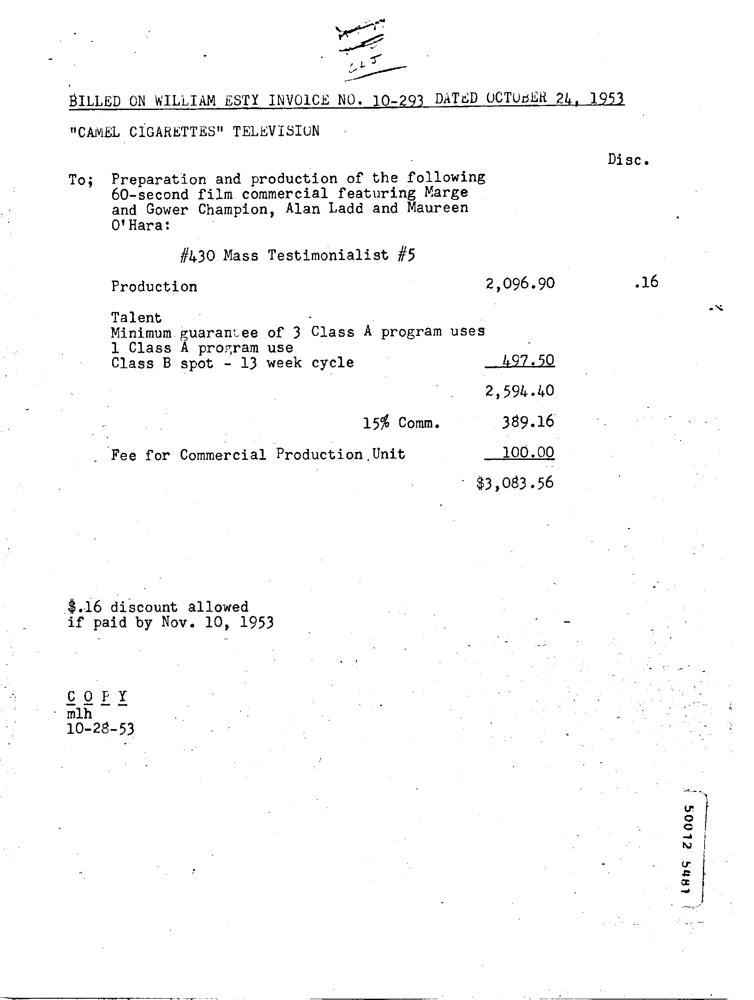 BILLED ON WILLIAM ESTY INVOICE NO. 10-293 DATED OCTOBER 24, 1953
"CAMEL CIGARETTES" TELEVISION
Disc.
To; Preparation and production of the following
60-second film commercial featuring Marge
and Gower Champion, Alan Ladd and Maureen
O'Hara:
#430 Mass Testimonialist #5
Production 2,096.90 .16
Talent
Minimum guarantee of 3 Class A program uses
1 Class A program use
Class B spot - 13 week cycle 497.50
2,594.40
15% Comm. 389.16
Fee for Commercial Production Unit 100.00
$3,083.56
$.16 discount allowed
if paid by Nov. 10, 1953
C O P Y
mlh
10-28-53
50012 5481